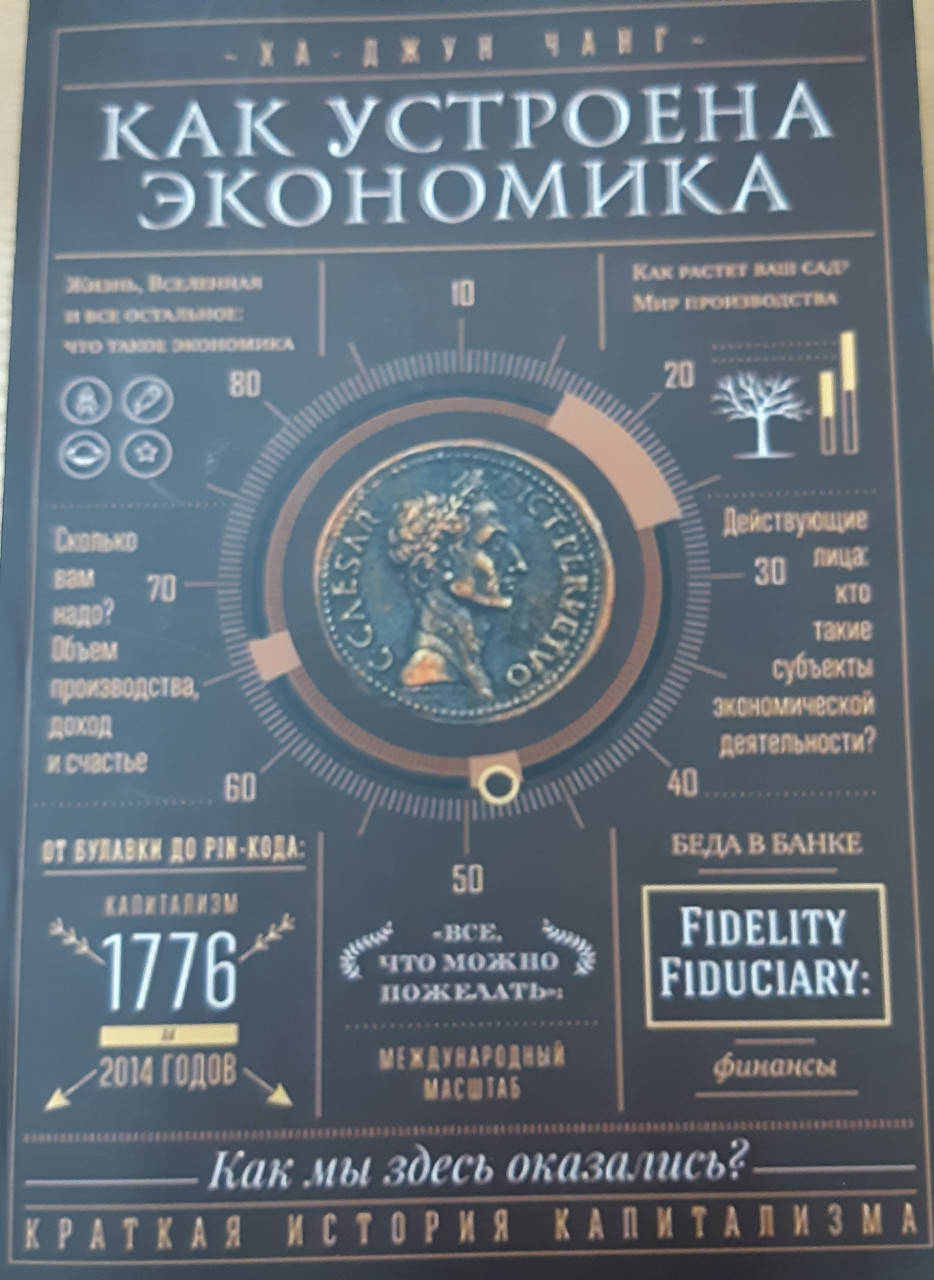 - ХА-ДЖУН ЧАНГ -
КАК УСТРОЕНА
ЭКОНОМИКА
Жизнь, Вселенная
и все остальное:
что такое экономика
Как растет ваш сад?
Мир производства
10
80
20
70
30
60
40
50
Сколько
вам
надо?
Объем
производства,
доход
и счастье
Действующие
лица:
кто
такие
субъекты
экономической
деятельности?
C CAESAR DICT PERPETVO
ОТ БУЛАВКИ ДО PIN-КОДА:
КАПИТАЛИЗМ
1776
и
2014 ГОДОВ
«ВСЕ,
ЧТО МОЖНО
ПОЖЕЛАТЬ»:
МЕЖДУНАРОДНЫЙ
МАСШТАБ
БЕДА В БАНКЕ
FIDELITY
FIDUCIARY:
финансы
Как мы здесь оказались?
КРАТКАЯ ИСТОРИЯ КАПИТАЛИЗМА